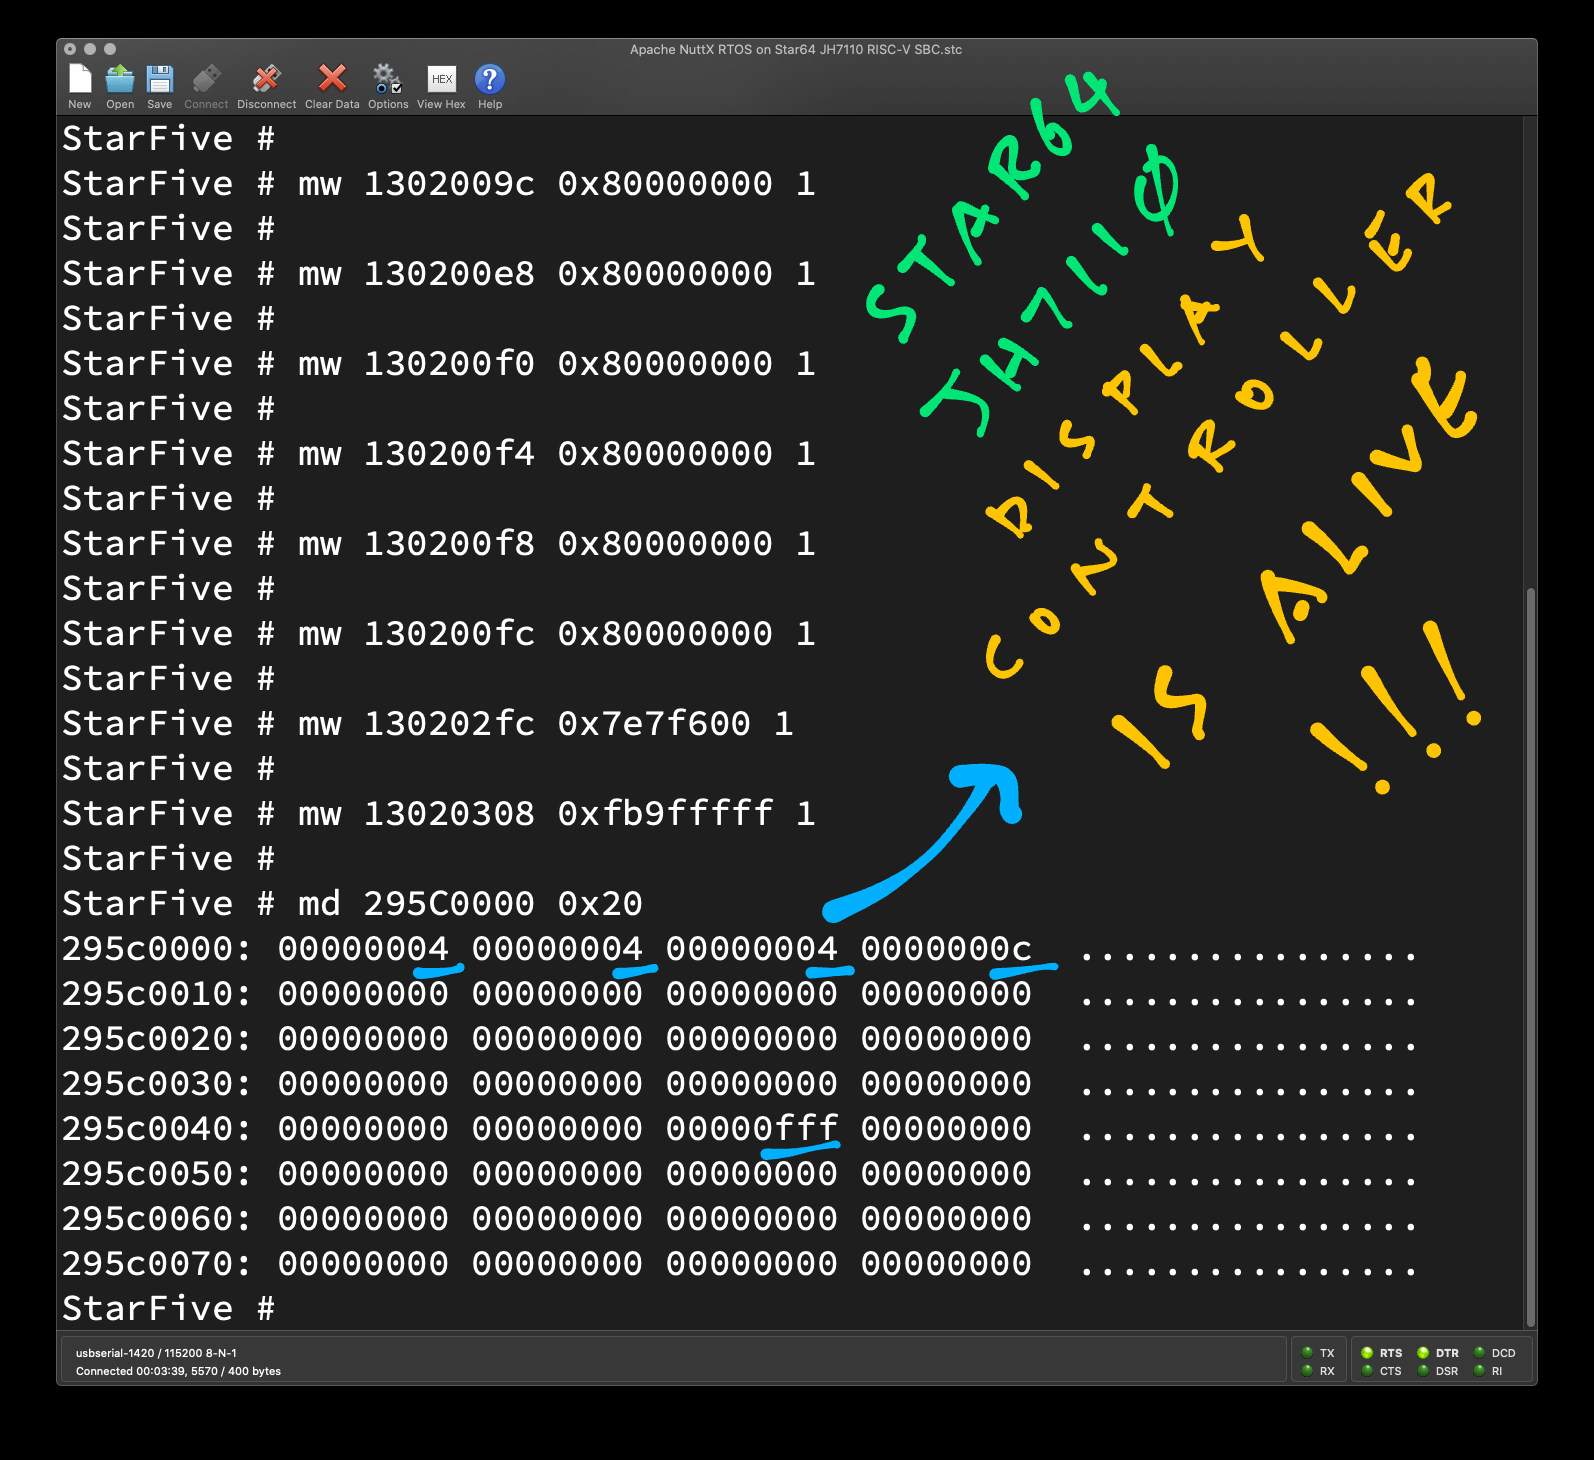 Apache NuttX RTOS on Star64 JH7110 RISC-V SBC.stc
New Open Save Connect Disconnect Clear Data Options HEX View Hex ? Help
StarFive #
StarFive # mw 1302009c 0x80000000 1
StarFive #
StarFive # mw 130200e8 0x80000000 1
StarFive #
StarFive # mw 130200f0 0x80000000 1
StarFive #
StarFive # mw 130200f4 0x80000000 1
StarFive #
StarFive # mw 130200f8 0x80000000 1
StarFive #
StarFive # mw 130200fc 0x80000000 1
StarFive #
StarFive # mw 130202fc 0x7e7f600 1
StarFive #
StarFive # mw 13020308 0xfb9fffff 1
StarFive #
StarFive # md 295C0000 0x20
295c0000: 00000004 00000004 00000004 0000000c ................
295c0010: 00000000 00000000 00000000 00000000 ................
295c0020: 00000000 00000000 00000000 00000000 ................
295c0030: 00000000 00000000 00000000 00000000 ................
295c0040: 00000000 00000000 00000fff 00000000 ................
295c0050: 00000000 00000000 00000000 00000000 ................
295c0060: 00000000 00000000 00000000 00000000 ................
295c0070: 00000000 00000000 00000000 00000000 ................
StarFive #
STAR64
JH7110
DISPLAY
CONTROLLER
IS ALIVE
!!!
usbserial-1420 / 115200 8-N-1
Connected 00:03:39, 5570 / 400 bytes
TX RTS DTR DCD
RX CTS DSR RI